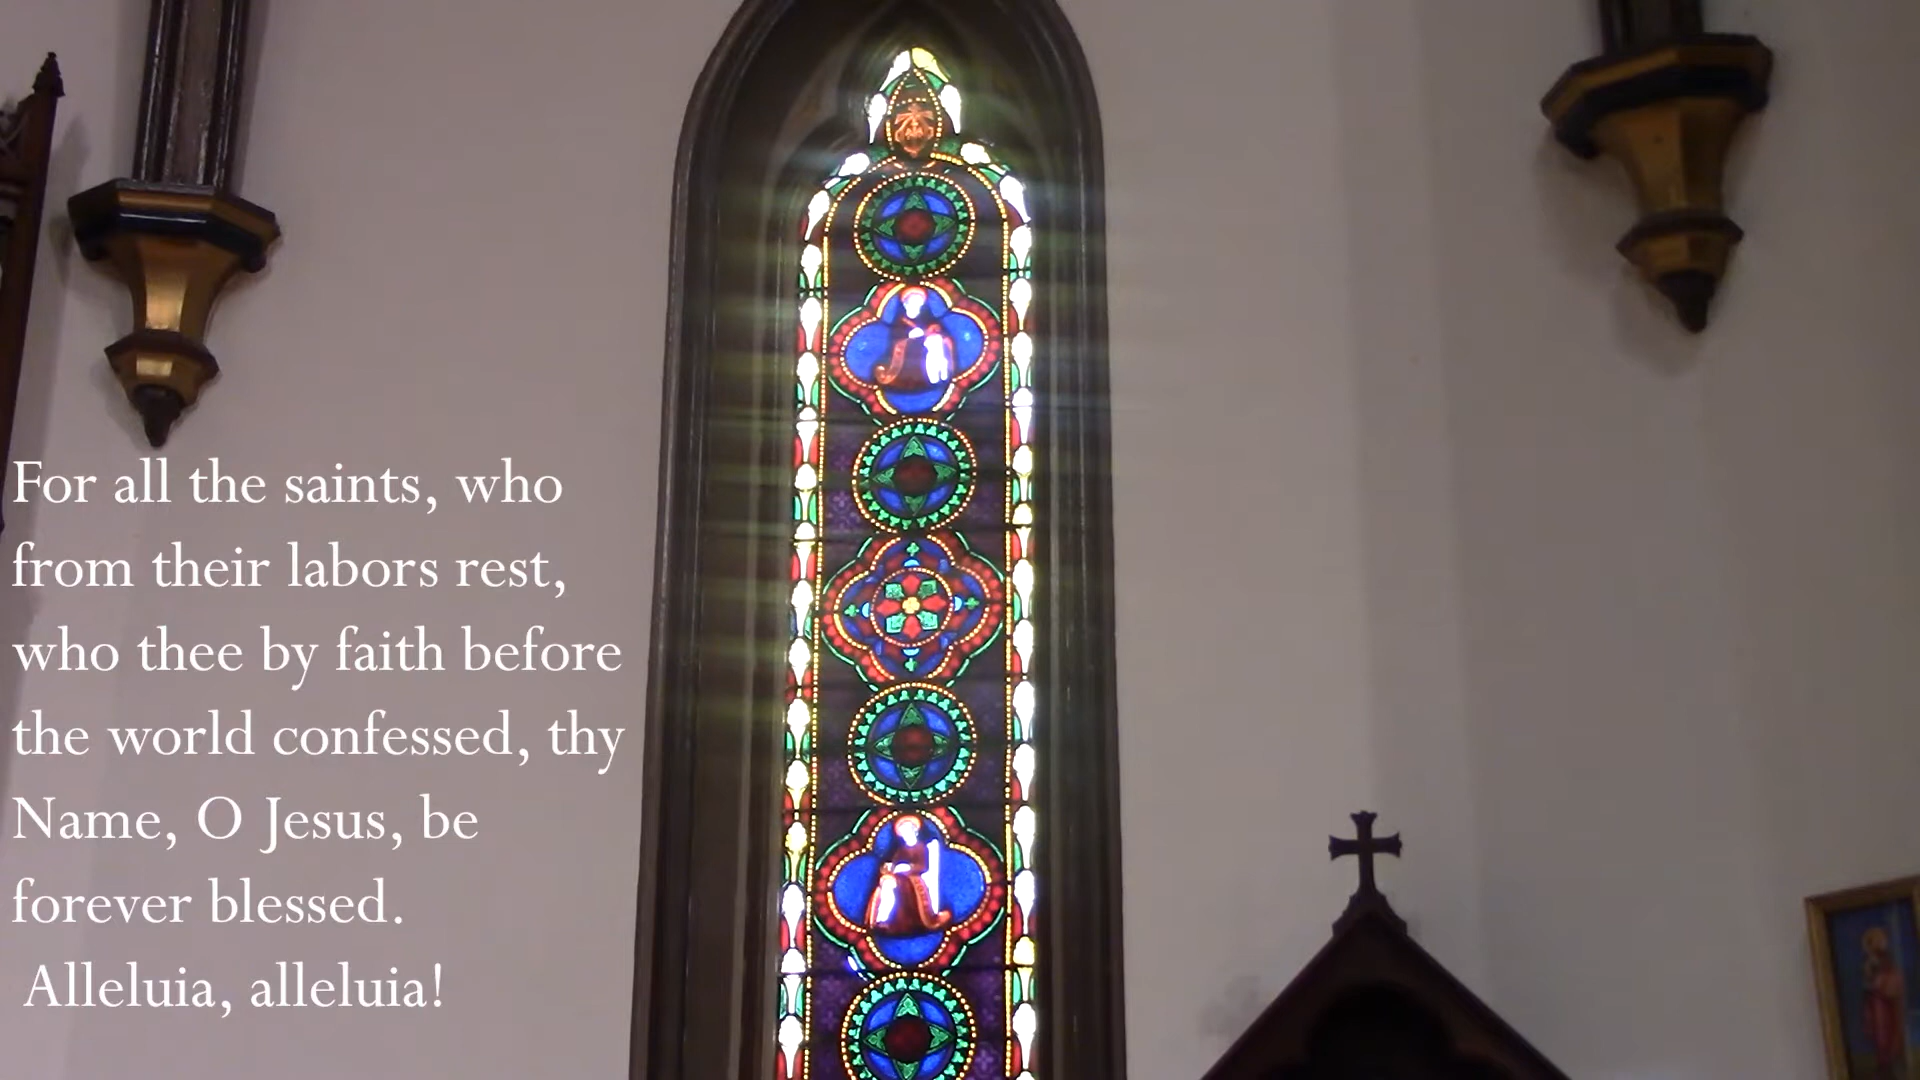 For all the saints, who
from their labors rest,
who thee by faith before
the world confessed, thy
Name, O Jesus, be
forever blessed.
Alleluia, alleluia!